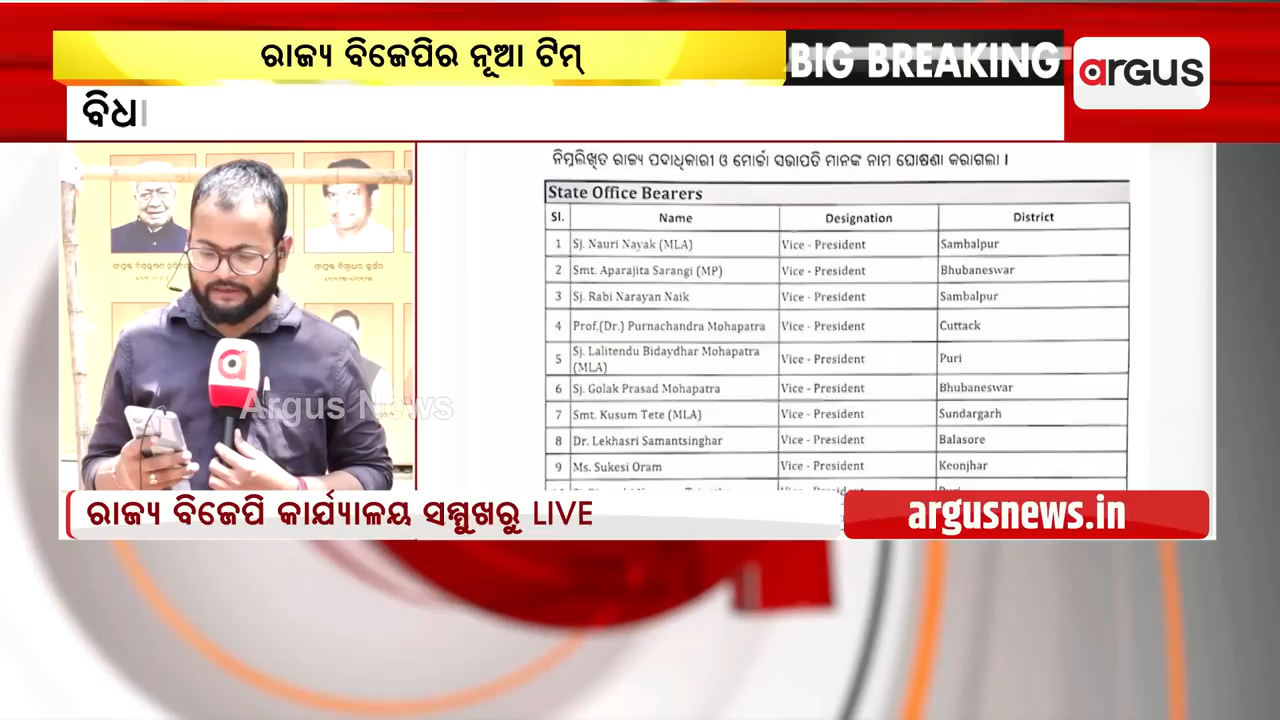 ରାଜ୍ୟ ବିଜେପିର ନୂଆ ଟିମ୍
BIG BREAKING
argus
ବିଧ
ନିମ୍ନଲିଖିତ ରାଜ୍ୟ ପଦାଧିକାରୀ ଓ ମୋର୍ଚ୍ଚା ସଭାପତି ମାନଙ୍କ ନାମ ଘୋଷଣା କରାଗଲା ।
State Office Bearers
Sl. Name Designation District
1 Sj. Nauri Nayak (MLA) Vice - President Sambalpur
2 Smt. Aparajita Sarangi (MP) Vice - President Bhubaneswar
3 Sj. Rabi Narayan Naik Vice - President Sambalpur
4 Prof.(Dr.) Purnachandra Mohapatra Vice - President Cuttack
5 Sj. Lalitendu Bidaydhar Mohapatra (MLA) Vice - President Puri
6 Sj. Golak Prasad Mohapatra Vice - President Bhubaneswar
7 Smt. Kusum Tete (MLA) Vice - President Sundargarh
8 Dr. Lekhasri Samantsinghar Vice - President Balasore
9 Ms. Sukesi Oram Vice - President Keonjhar
Argus News
ରାଜ୍ୟ ବିଜେପି କାର୍ଯ୍ୟାଳୟ ସମ୍ମୁଖରୁ LIVE
argusnews.in